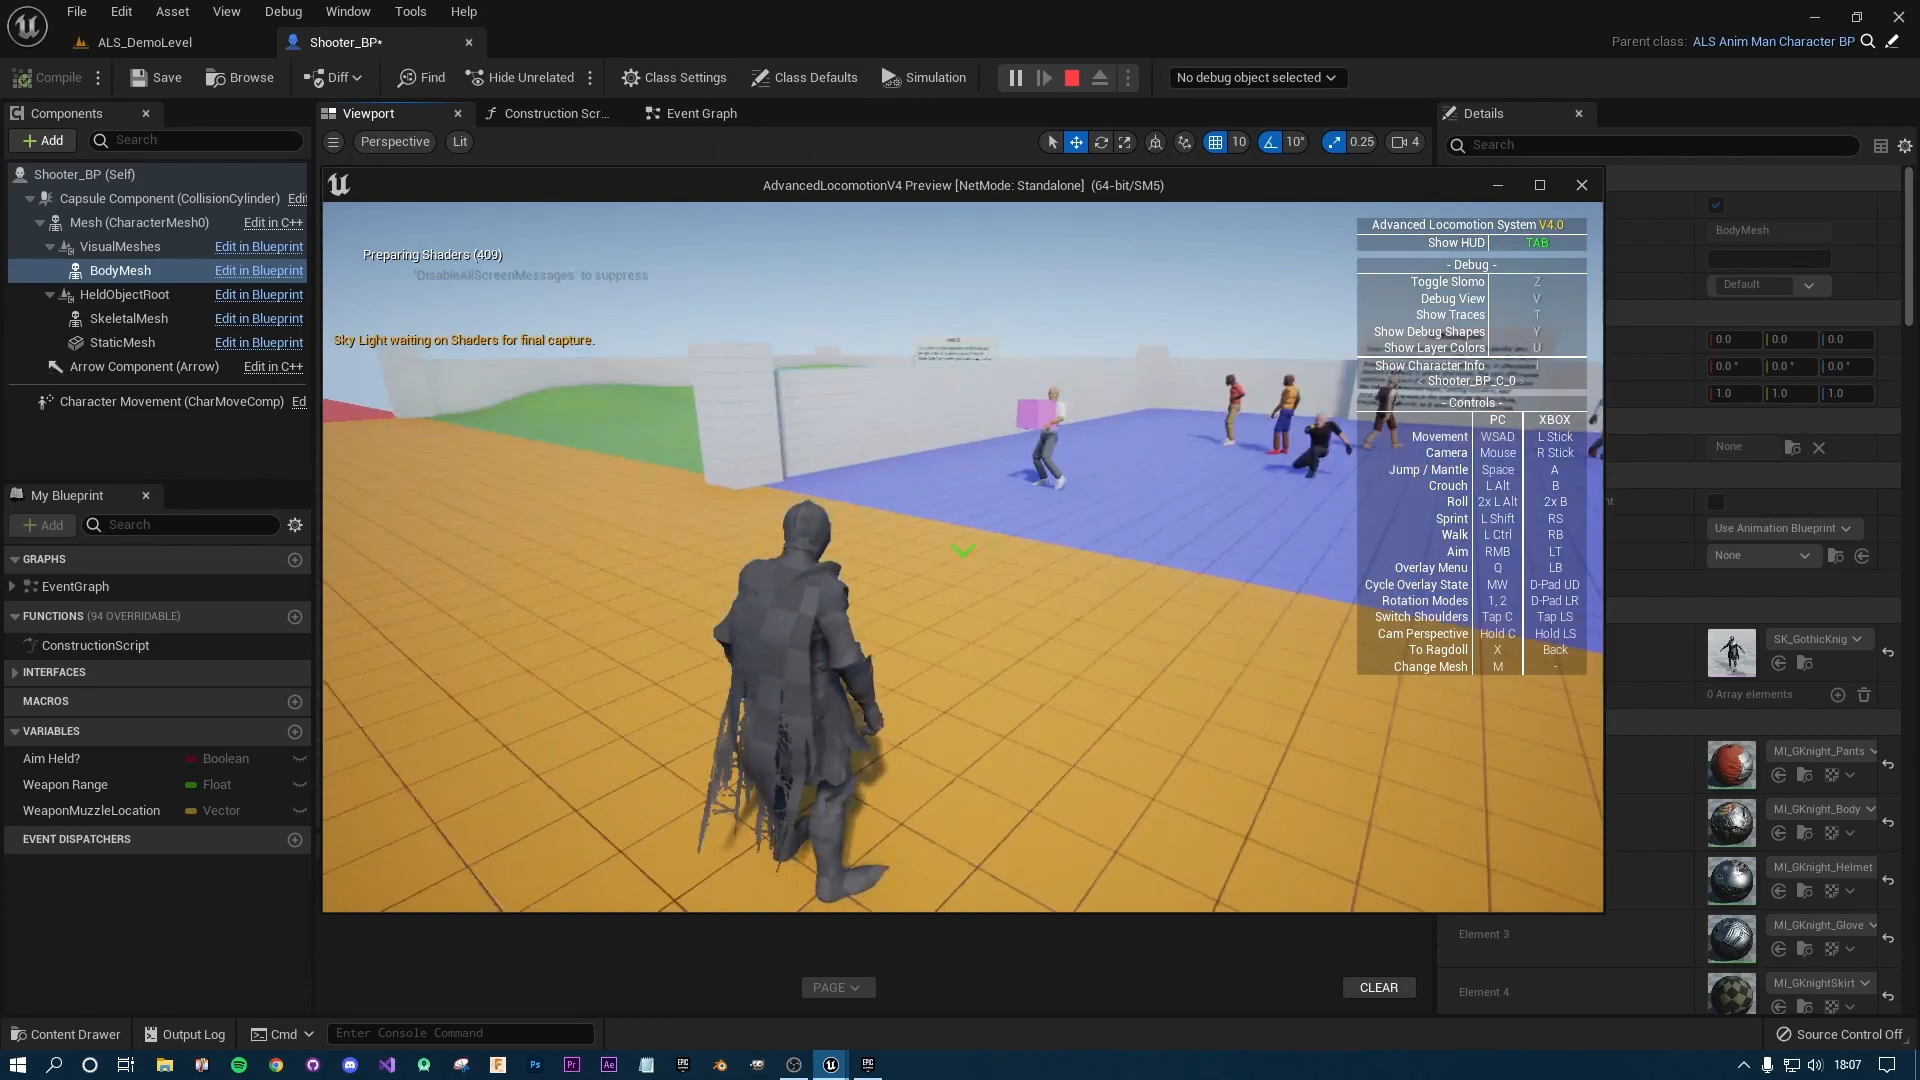 File Edit Asset View Debug Window Tools Help
ALS_DemoLevel
Shooter_BP*
Parent class: ALS Anim Man Character BP
Compile Save Browse Diff Find Hide Unrelated Class Settings Class Defaults Simulation No debug object selected
Components
Add Search
Shooter_BP (Self)
Capsule Component (CollisionCylinder) Edit
Mesh (CharacterMesh0) Edit in C++
VisualMeshes Edit in Blueprint
BodyMesh Edit in Blueprint
HeldObjectRoot Edit in Blueprint
SkeletalMesh Edit in Blueprint
StaticMesh Edit in Blueprint
Arrow Component (Arrow) Edit in C++
Character Movement (CharMoveComp) Ed
My Blueprint
Add Search
GRAPHS
EventGraph
FUNCTIONS (94 OVERRIDABLE)
ConstructionScript
INTERFACES
MACROS
VARIABLES
Aim Held? Boolean
Weapon Range Float
WeaponMuzzleLocation Vector
EVENT DISPATCHERS
Viewport Construction Scr... Event Graph
Perspective Lit 10 10° 0.25 4
AdvancedLocomotionV4 Preview [NetMode: Standalone] (64-bit/SM5)
Preparing Shaders (409)
'DisableAllScreenMessages' to suppress
Sky Light waiting on Shaders for final capture.
Advanced Locomotion System V4.0
Show HUD TAB
- Debug -
Toggle Slomo Z
Debug View V
Show Traces T
Show Debug Shapes Y
Show Layer Colors U
Show Character Info I
< Shooter_BP_C_0
- Controls -
PC XBOX
Movement WSAD L Stick
Camera Mouse R Stick
Jump / Mantle Space A
Crouch L Alt B
Roll 2x L Alt 2x B
Sprint L Shift RS
Walk L Ctrl RB
Aim RMB LT
Overlay Menu Q LB
Cycle Overlay State MW D-Pad UD
Rotation Modes 1, 2 D-Pad LR
Switch Shoulders Tap C Tap LS
Cam Perspective Hold C Hold LS
To Ragdoll X Back
Change Mesh M -
PAGE
CLEAR
Details
Search
BodyMesh
Default
0.0 0.0 0.0
0.0 ° 0.0 ° 0.0 °
1.0 1.0 1.0
None
nt
Use Animation Blueprint
None
SK_GothicKnig
0 Array elements
MI_GKnight_Pants
MI_GKnight_Body
MI_GKnight_Helmet
Element 3 MI_GKnight_Glove
Element 4 MI_GKnightSkirt
Content Drawer Output Log Cmd Enter Console Command Source Control Off
18:07